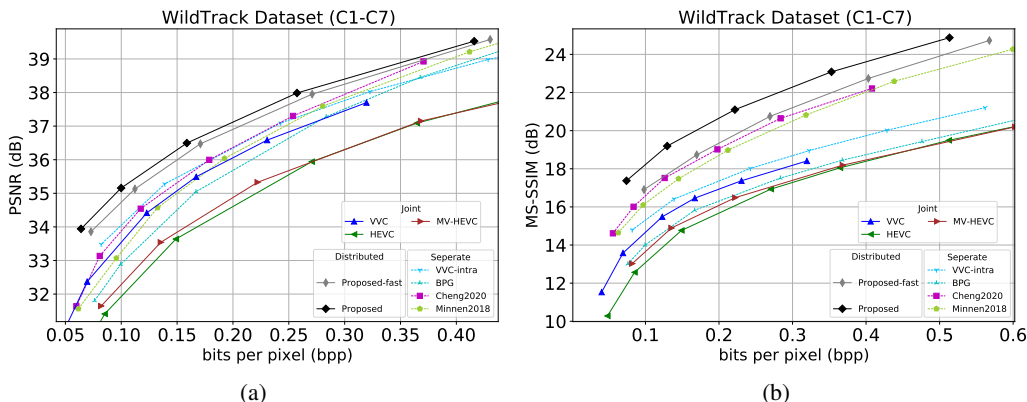 WildTrack Dataset (C1-C7)
PSNR (dB)
39
38
37
36
35
34
33
32
0.05
0.10
0.15
0.20
0.25
0.30
0.35
0.40
bits per pixel (bpp)
Joint
VVC
HEVC
MV-HEVC
Distributed
Proposed-fast
Proposed
Seperate
VVC-intra
BPG
Cheng2020
Minnen2018
(a)
WildTrack Dataset (C1-C7)
MS-SSIM (dB)
24
22
20
18
16
14
12
10
0.1
0.2
0.3
0.4
0.5
0.6
bits per pixel (bpp)
Joint
VVC
HEVC
MV-HEVC
Distributed
Proposed-fast
Proposed
Seperate
VVC-intra
BPG
Cheng2020
Minnen2018
(b)